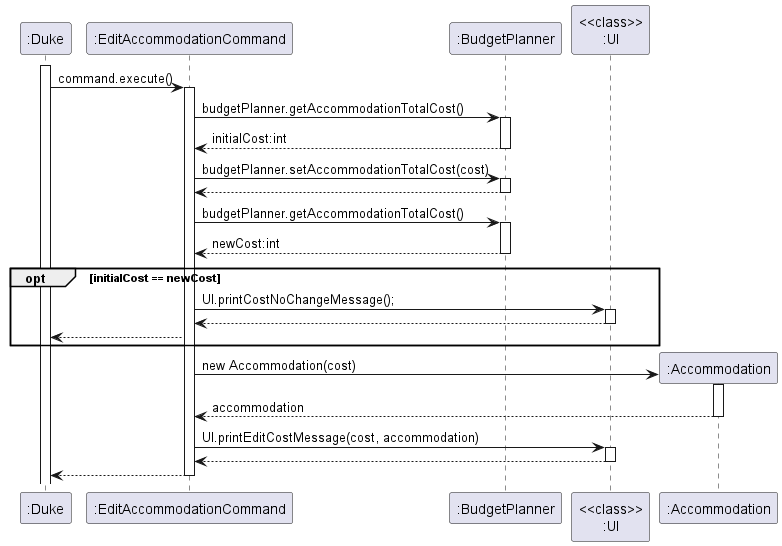 <<class>>
:Duke :EditAccommodationCommand :BudgetPlanner :UI
command.execute()
budgetPlanner.getAccommodationTotalCost()
initialCost:int
budgetPlanner.setAccommodationTotalCost(cost)
budgetPlanner.getAccommodationTotalCost()
newCost:int
opt [initialCost == newCost]
UI.printCostNoChangeMessage();
new Accommodation(cost) :Accommodation
accommodation
UI.printEditCostMessage(cost, accommodation)
:Duke :EditAccommodationCommand :BudgetPlanner <<class>> :Accommodation
:UI